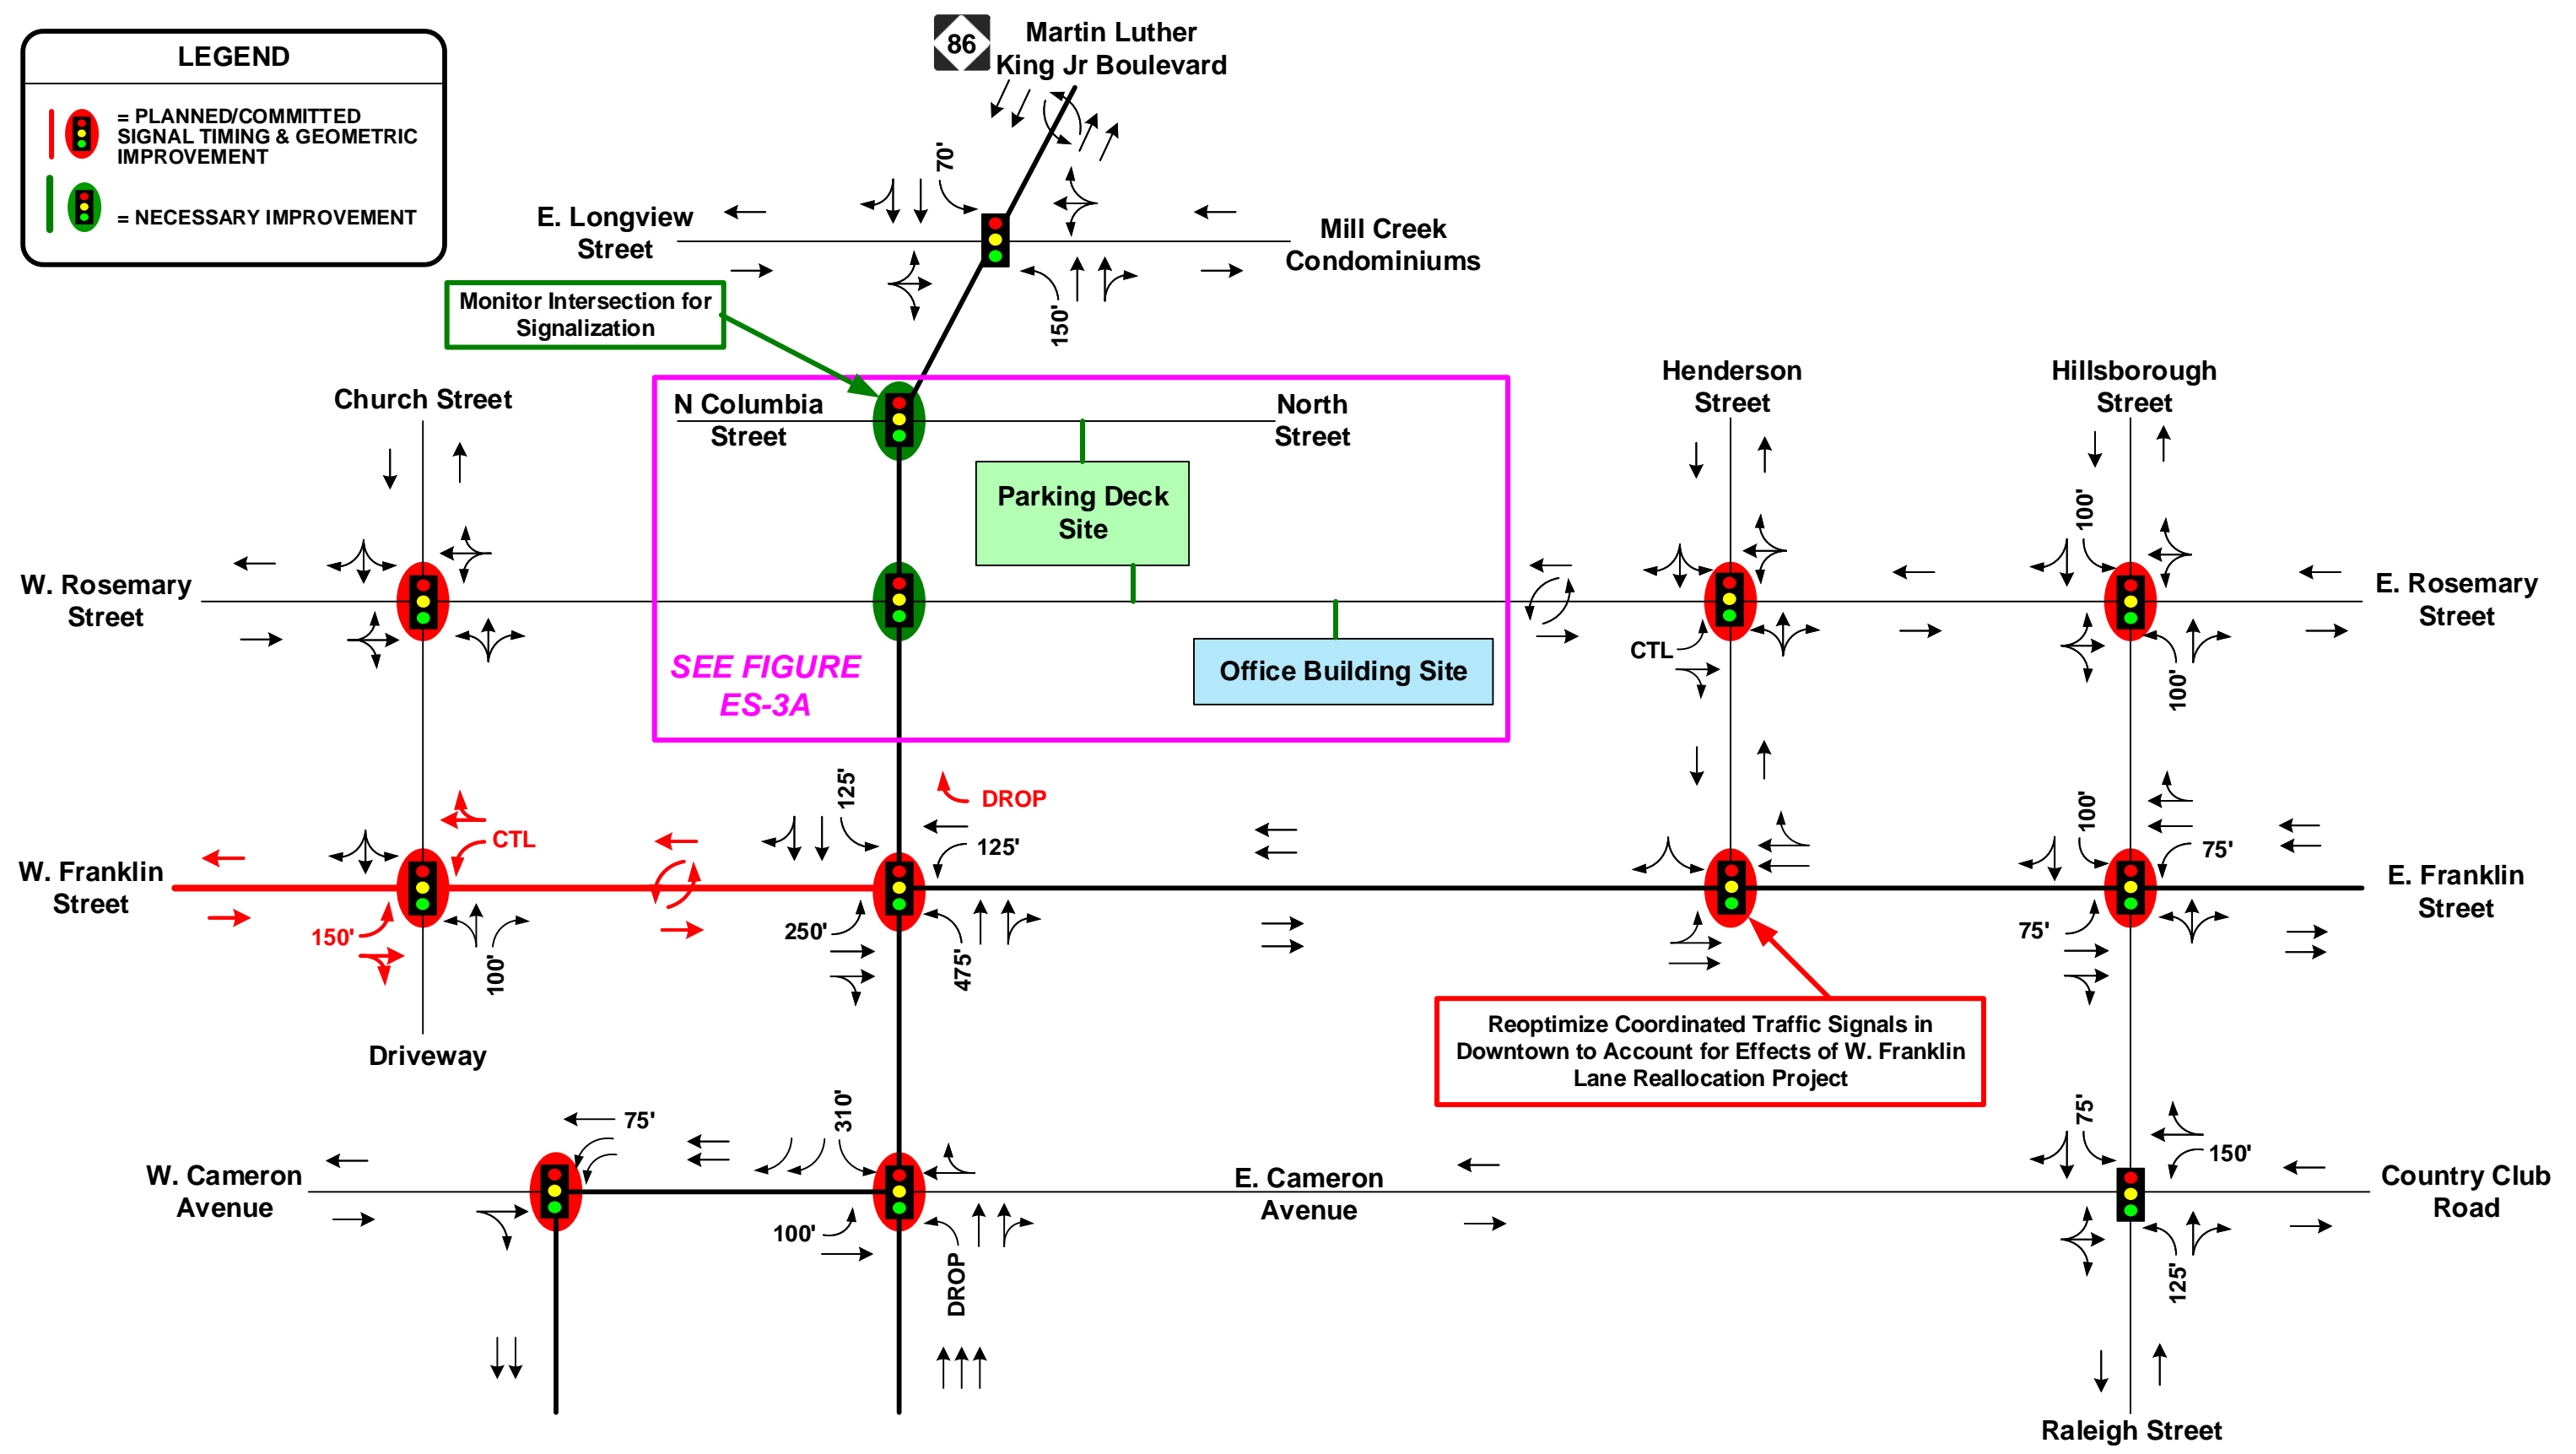 LEGEND
= PLANNED/COMMITTED
SIGNAL TIMING & GEOMETRIC
IMPROVEMENT
= NECESSARY IMPROVEMENT
86
Martin Luther
King Jr Boulevard
70'
E. Longview
Street
Mill Creek
Condominiums
150'
Monitor Intersection for
Signalization
Church Street
N Columbia
Street
North
Street
Henderson
Street
Hillsborough
Street
Parking Deck
Site
100'
W. Rosemary
Street
E. Rosemary
Street
CTL
Office Building Site
100'
SEE FIGURE
ES-3A
125'
DROP
100'
CTL
125'
75'
W. Franklin
Street
E. Franklin
Street
150'
100'
250'
475'
75'
Reoptimize Coordinated Traffic Signals in
Downtown to Account for Effects of W. Franklin
Lane Reallocation Project
Driveway
75'
310'
75'
150'
W. Cameron
Avenue
E. Cameron
Avenue
Country Club
Road
100'
DROP
125'
Raleigh Street